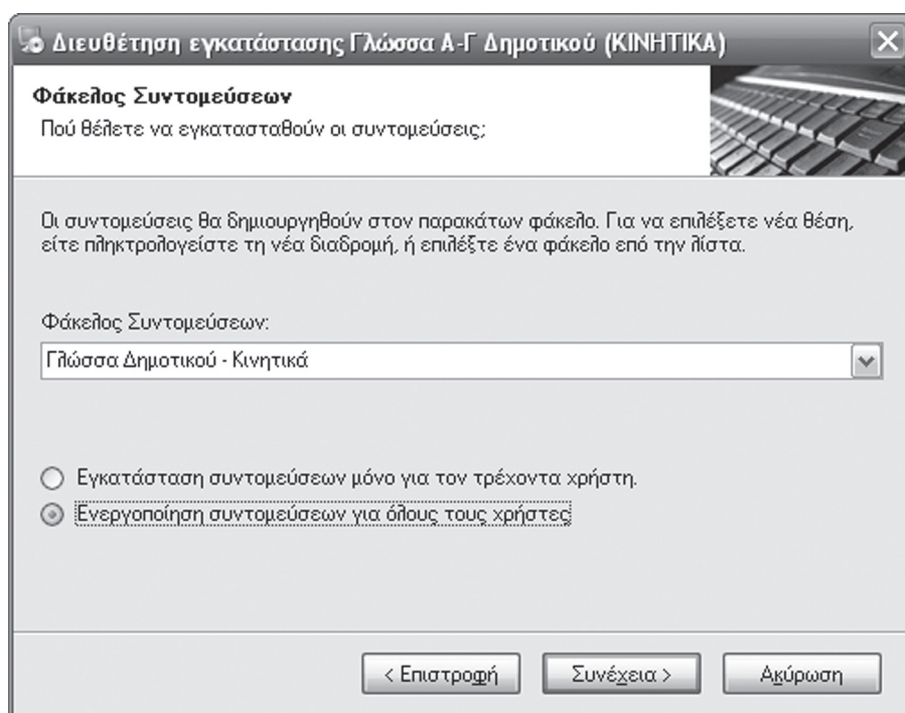 Διευθέτηση εγκατάστασης Γλώσσα Α-Γ Δημοτικού (ΚΙΝΗΤΙΚΑ)
Φάκελος Συντομεύσεων
Πού θέλετε να εγκατασταθούν οι συντομεύσεις;
Οι συντομεύσεις θα δημιουργηθούν στον παρακάτων φάκελο. Για να επιλέξετε νέα θέση,
είτε πληκτρολογείστε τη νέα διαδρομή, ή επιλέξτε ένα φάκελο επό την λίστα.
Φάκελος Συντομεύσεων:
Γλώσσα Δημοτικού - Κινητικά
Εγκατάσταση συντομεύσεων μόνο για τον τρέχοντα χρήστη.
Ενεργοποίηση συντομεύσεων για όλους τους χρήστες
< Επιστροφή
Συνέχεια >
Ακύρωση